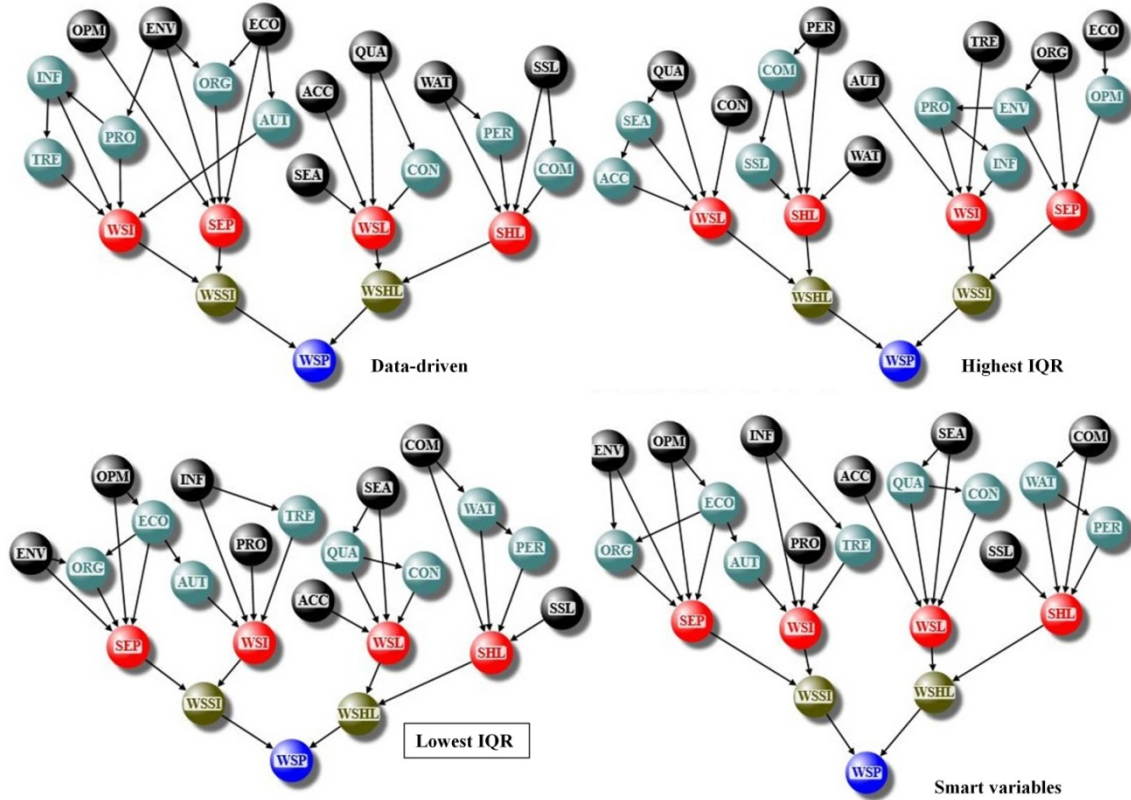 OPM
ENV
ECO
INF
ORG
PRO
AUT
TRE
QUA
ACC
WAT
SSL
SEA
CON
PER
COM
WSI
SEP
WSL
SHL
WSSI
WSHL
WSP
Data-driven
PER
QUA
COM
CON
SEA
SSL
WAT
ACC
TRE
ORG
ECO
AUT
PRO
ENV
OPM
INF
WSL
SHL
WSI
SEP
WSHL
WSSI
WSP
Highest IQR
OPM
INF
ECO
TRE
ENV
ORG
PRO
AUT
COM
SEA
WAT
QUA
CON
PER
ACC
SSL
SEP
WSI
WSL
SHL
WSSI
WSHL
WSP
Lowest IQR
ENV
OPM
INF
ECO
ORG
AUT
PRO
TRE
SEA
COM
ACC
QUA
CON
WAT
PER
SSL
SEP
WSI
WSL
SHL
WSSI
WSHL
WSP
Smart variables